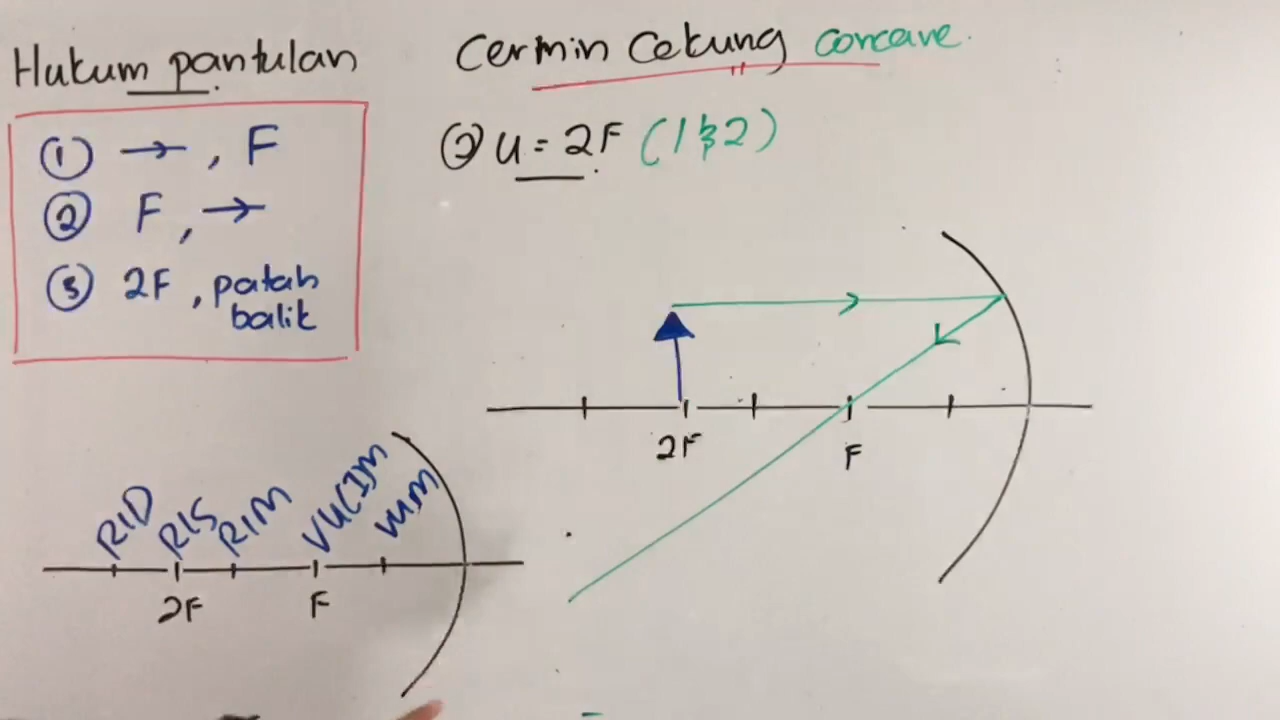 Hukum pantulan
① → , F
② F , →
③ 2F , patah
balik
Cermin Cekung concave.
② u = 2F (1 & 2)
2F
F
RID
RIS
RIM
VU(I)M
VUM
2F
F